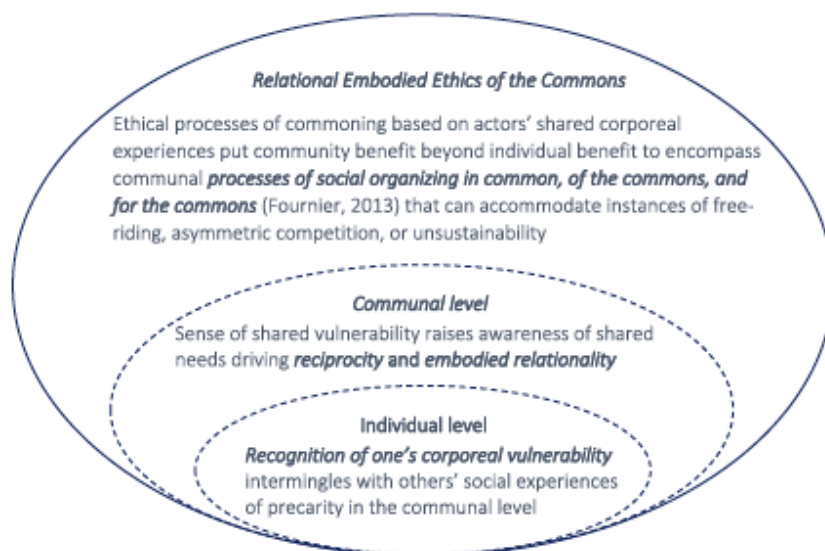 Relational Embodied Ethics of the Commons
Ethical processes of commoning based on actors' shared corporeal
experiences put community benefit beyond individual benefit to encompass
communal processes of social organizing in common, of the commons, and
for the commons (Fournier, 2013) that can accommodate instances of free-
riding, asymmetric competition, or unsustainability
Communal level
Sense of shared vulnerability raises awareness of shared
needs driving reciprocity and embodied relationality
Individual level
Recognition of one's corporeal vulnerability
intermingles with others' social experiences
of precarity in the communal level